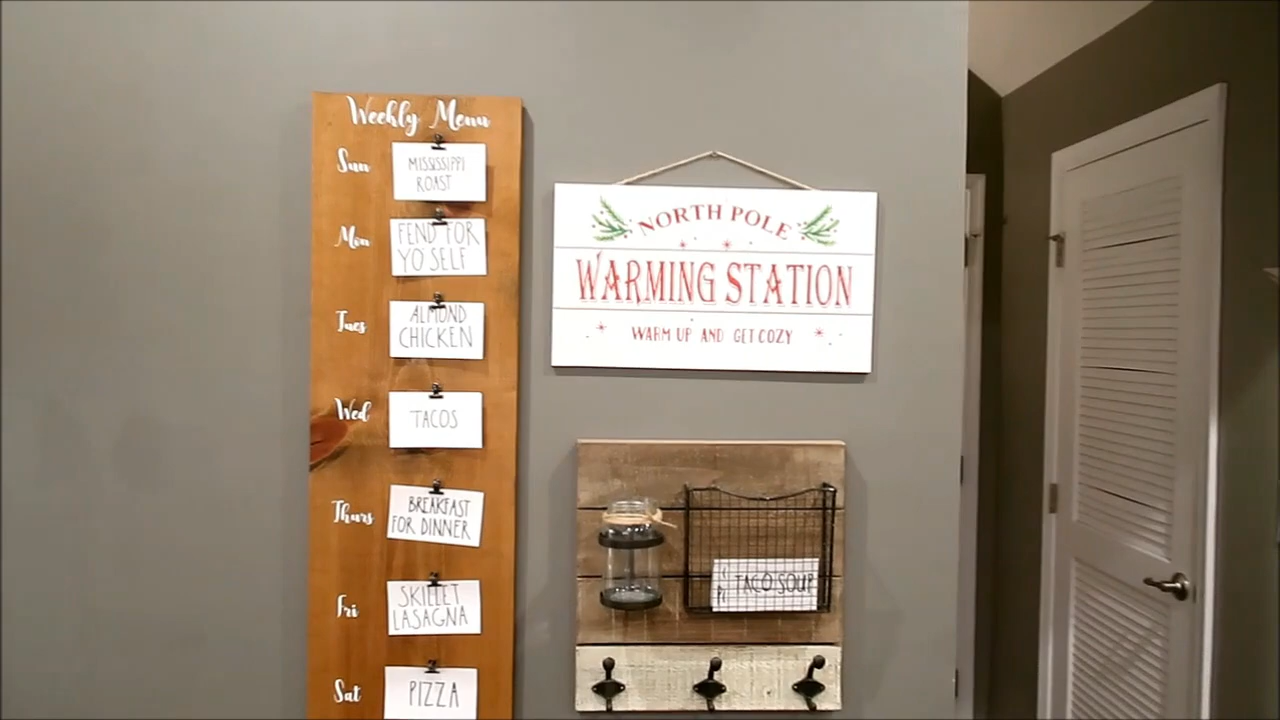 Weekly Menu
Sun
MISSISSIPPI
ROAST
Mon
FEND FOR
YO SELF
Tues
ALMOND
CHICKEN
Wed
TACOS
Thurs
BREAKFAST
FOR DINNER
Fri
SKILLET
LASAGNA
Sat
PIZZA
NORTH POLE
WARMING STATION
WARM UP AND GET COZY
TACO SOUP